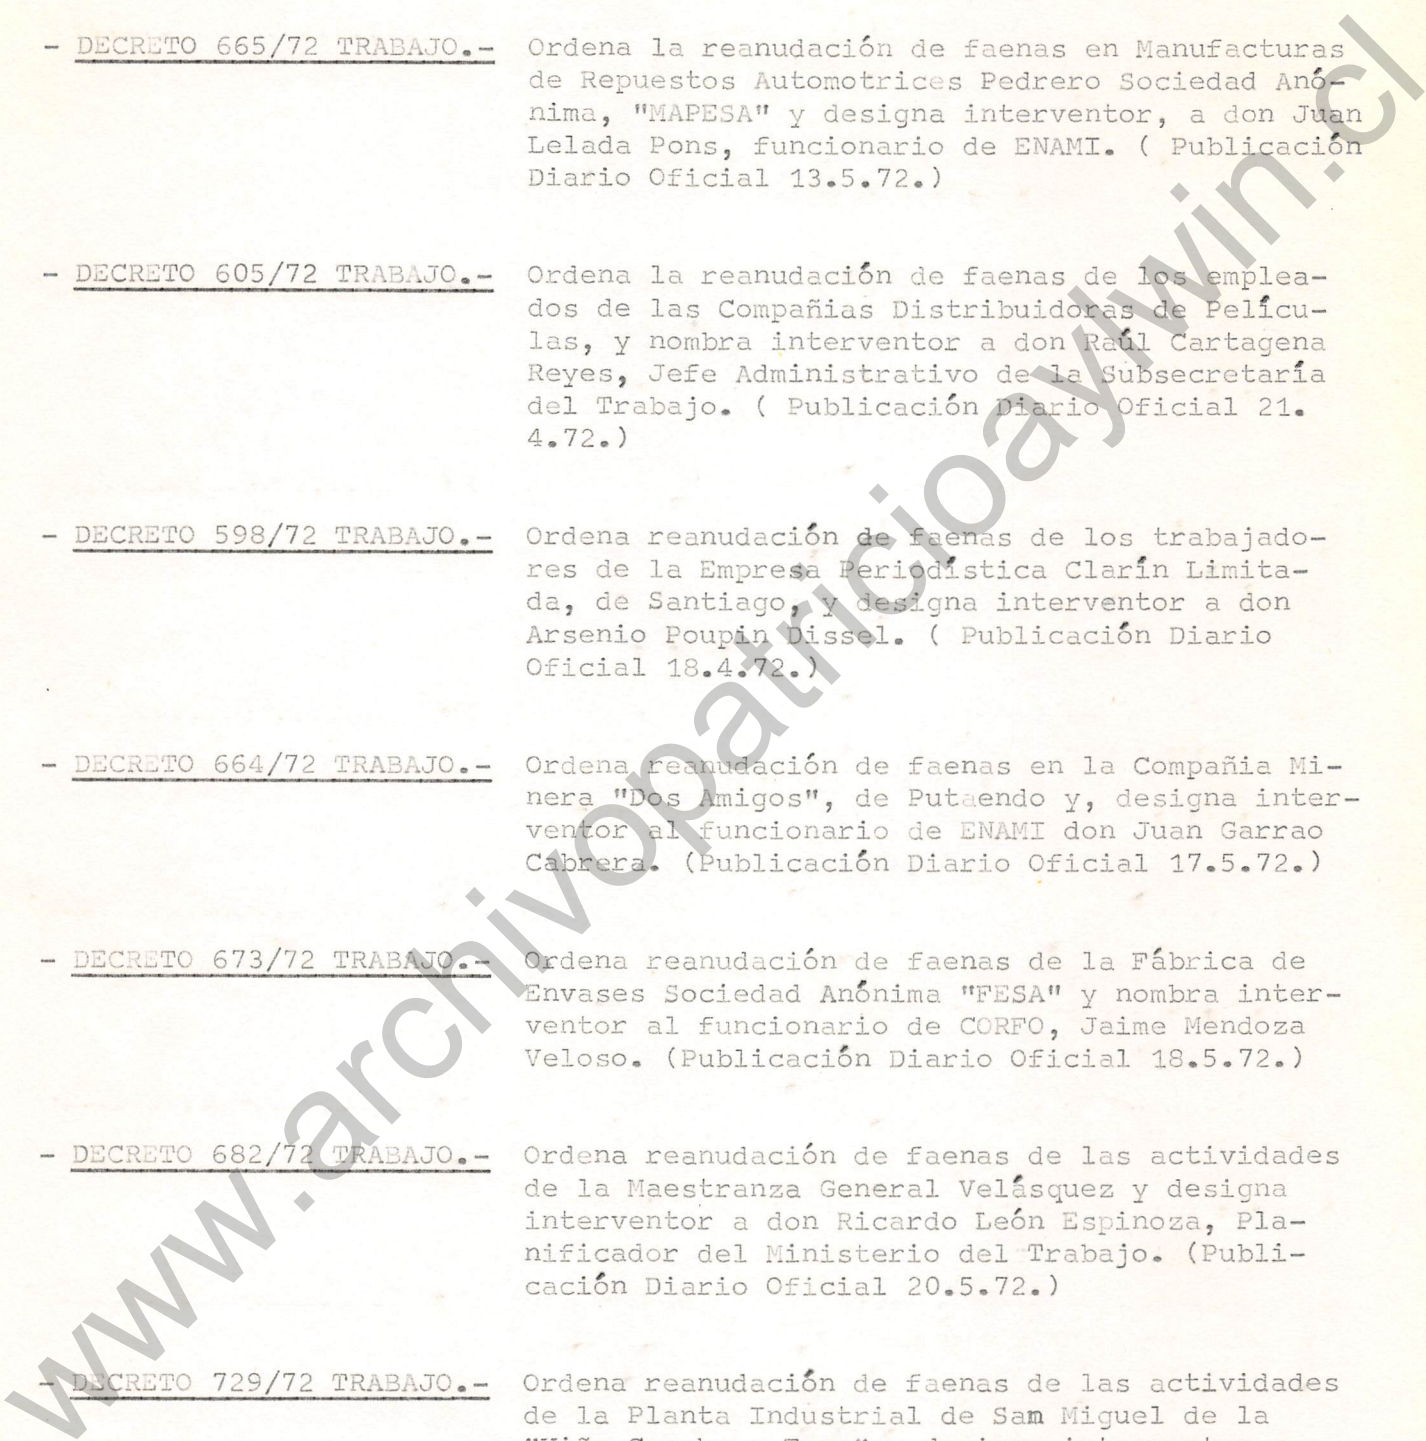 - DECRETO 665/72 TRABAJO.- Ordena la reanudación de faenas en Manufacturas
de Repuestos Automotrices Pedrero Sociedad Anó-
nima, "MAPESA" y designa interventor, a don Juan
Lelada Pons, funcionario de ENAMI. ( Publicación
Diario Oficial 13.5.72.)
- DECRETO 605/72 TRABAJO.- Ordena la reanudación de faenas de los emplea-
dos de las Compañias Distribuidoras de Pelícu-
las, y nombra interventor a don Raúl Cartagena
Reyes, Jefe Administrativo de la Subsecretaría
del Trabajo. ( Publicación Diario Oficial 21.
4.72.)
- DECRETO 598/72 TRABAJO.- Ordena reanudación de faenas de los trabajado-
res de la Empresa Periodística Clarín Limita-
da, de Santiago, y designa interventor a don
Arsenio Poupin Dissel. ( Publicación Diario
Oficial 18.4.72.)
- DECRETO 664/72 TRABAJO.- Ordena reanudación de faenas en la Compañia Mi-
nera "Dos Amigos", de Putaendo y, designa inter-
ventor al funcionario de ENAMI don Juan Garrao
Cabrera. (Publicación Diario Oficial 17.5.72.)
- DECRETO 673/72 TRABAJO.- Ordena reanudación de faenas de la Fábrica de
Envases Sociedad Anónima "FESA" y nombra inter-
ventor al funcionario de CORFO, Jaime Mendoza
Veloso. (Publicación Diario Oficial 18.5.72.)
- DECRETO 682/72 TRABAJO.- Ordena reanudación de faenas de las actividades
de la Maestranza General Velásquez y designa
interventor a don Ricardo León Espinoza, Pla-
nificador del Ministerio del Trabajo. (Publi-
cación Diario Oficial 20.5.72.)
- DECRETO 729/72 TRABAJO.- Ordena reanudación de faenas de las actividades
de la Planta Industrial de San Miguel de la
www.archivopatricioaylwin.cl